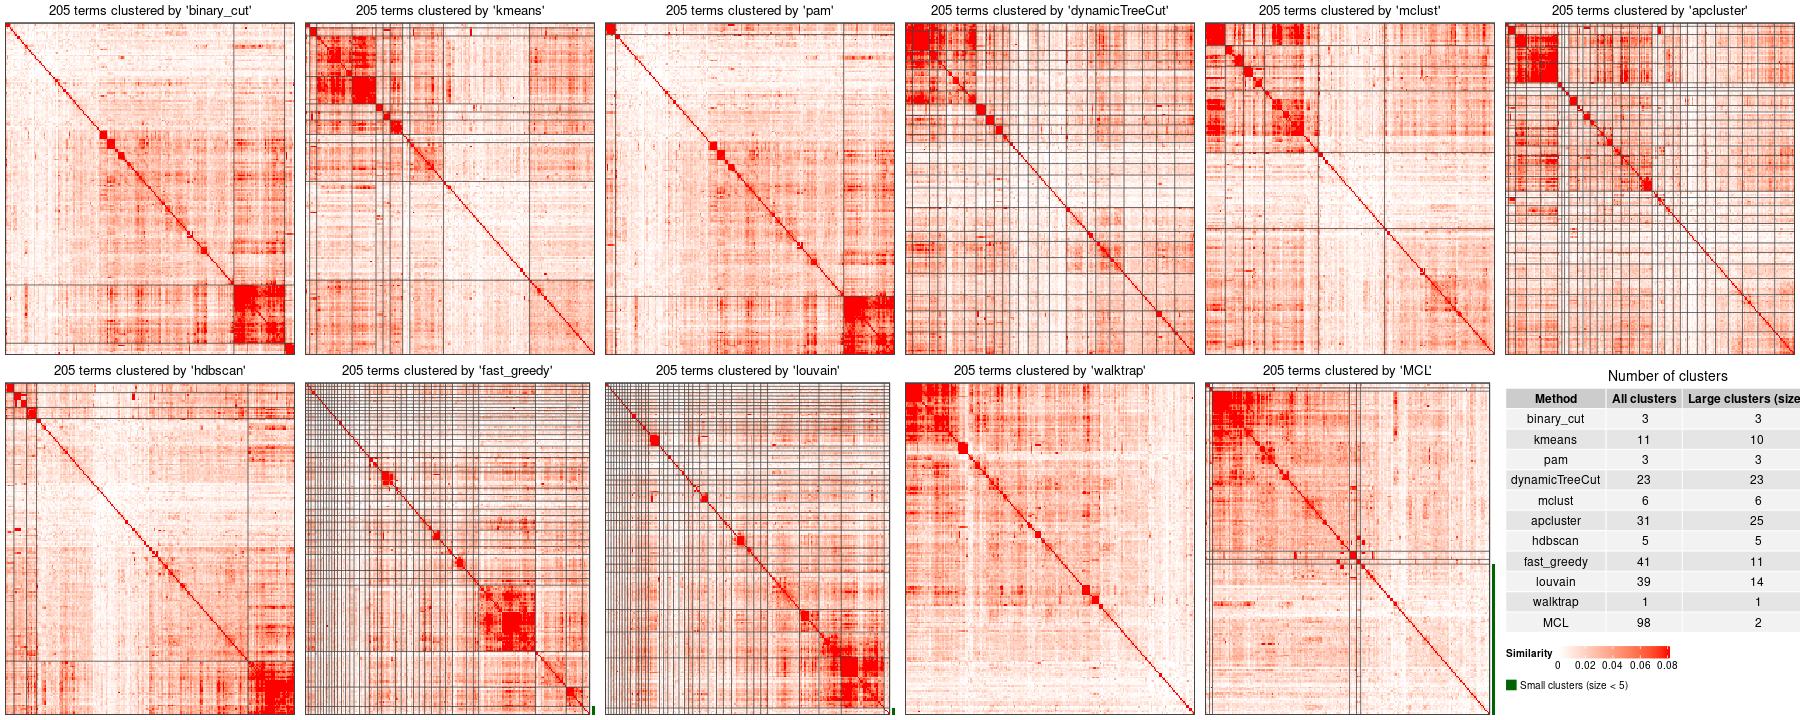 205 terms clustered by 'binary_cut'
205 terms clustered by 'kmeans'
205 terms clustered by 'pam'
205 terms clustered by 'dynamicTreeCut'
205 terms clustered by 'mclust'
205 terms clustered by 'apcluster'
205 terms clustered by 'hdbscan'
205 terms clustered by 'fast_greedy'
205 terms clustered by 'louvain'
205 terms clustered by 'walktrap'
205 terms clustered by 'MCL'
Number of clusters
Method All clusters Large clusters (size
binary_cut 3 3
kmeans 11 10
pam 3 3
dynamicTreeCut 23 23
mclust 6 6
apcluster 31 25
hdbscan 5 5
fast_greedy 41 11
louvain 39 14
walktrap 1 1
MCL 98 2
Similarity
0 0.02 0.04 0.06 0.08
Small clusters (size < 5)